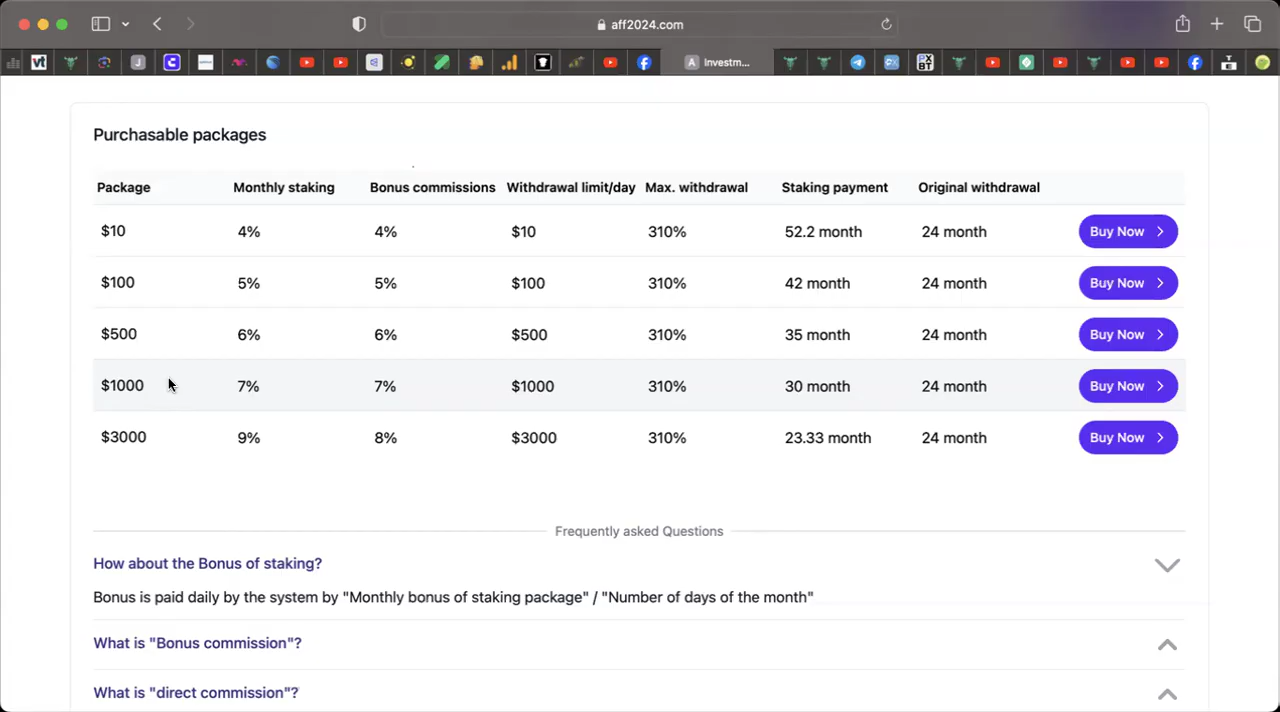 aff2024.com
vt
J
C
A Investm...
PX
BT
Purchasable packages
Package Monthly staking Bonus commissions Withdrawal limit/day Max. withdrawal Staking payment Original withdrawal
$10 4% 4% $10 310% 52.2 month 24 month Buy Now
$100 5% 5% $100 310% 42 month 24 month Buy Now
$500 6% 6% $500 310% 35 month 24 month Buy Now
$1000 7% 7% $1000 310% 30 month 24 month Buy Now
$3000 9% 8% $3000 310% 23.33 month 24 month Buy Now
Frequently asked Questions
How about the Bonus of staking?
Bonus is paid daily by the system by "Monthly bonus of staking package" / "Number of days of the month"
What is "Bonus commission"?
What is "direct commission"?